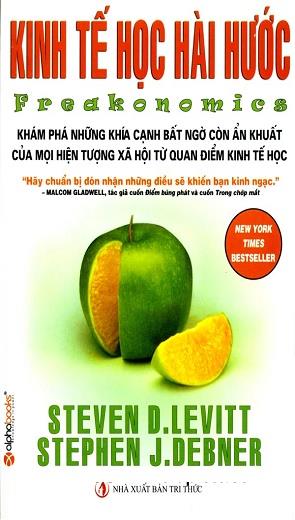 KINH TẾ HỌC HÀI HƯỚC
Freakonomics
KHÁM PHÁ NHỮNG KHÍA CẠNH BẤT NGỜ CÒN ẨN KHUẤT
CỦA MỌI HIỆN TƯỢNG XÃ HỘI TỪ QUAN ĐIỂM KINH TẾ HỌC
“Hãy chuẩn bị đón nhận những điều sẽ khiến bạn kinh ngạc.”
– MALCOM GLADWELL, tác giả cuốn Điểm bùng phát và cuốn Trong chớp mắt
NEW YORK
TIMES
BESTSELLER
STEVEN D.LEVITT
STEPHEN J.DEBNER
alphabooks
NHÀ XUẤT BẢN TRI THỨC